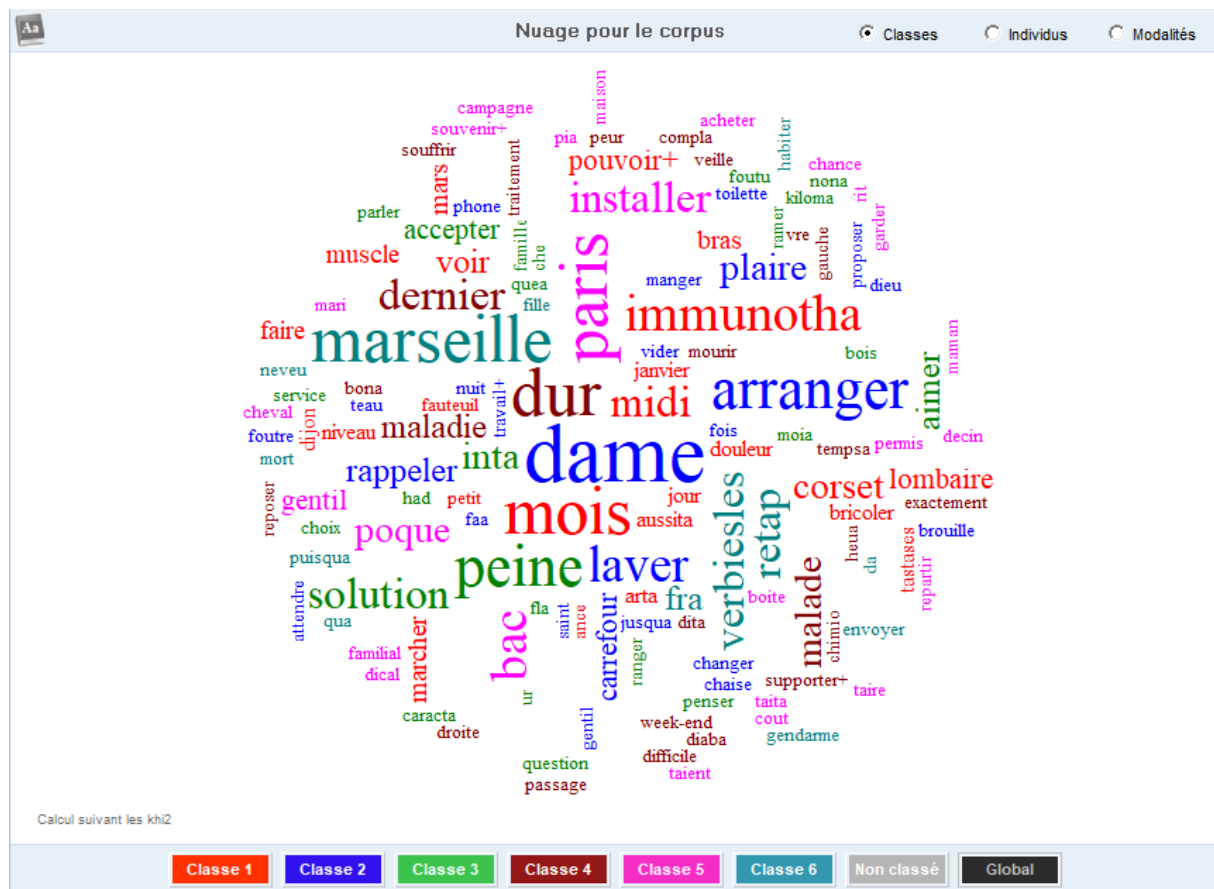 Aa
Nuage pour le corpus
Classes
Individus
Modalités
campagne
maison
souvenir+
acheter
pia
peur
compla
habiter
souffrir
traitement
pouvoir+
veille
chance
mars
foutu
nona
installer
toilette
kiloma
rit
parler
phone
garder
accepter
famille
che
paris
bras
ramer
vre
gauche
proposer
muscle
voir
plaire
manger
quea
dieu
mari
dernier
fille
immunotha
faire
marseille
vider
mourir
bois
maman
neveu
janvier
aimer
service
bona
nuit
travail+
dur
midi
arranger
cheval
teau
fauteuil
foutre
dijon
niveau
maladie
fois
moia
permis
decin
mort
inta
dame
douleur
tempsa
rappeler
verbiesles
retap
corset
lombaire
reposer
gentil
had
petit
mois
jour
exactement
choix
poque
faa
aussita
bricoler
brouille
puisqua
peine
laver
heua
da
tastases
repartir
solution
attendre
qua
bac
fla
saint
ance
carrefour
arta
fra
boite
malade
chimio
jusqua
dita
envoyer
marcher
familial
dical
ranger
changer
chaise
supporter+
taire
ur
penser
taita
caracta
droite
gentil
week-end
cout
diaba
gendarme
difficile
question
taient
passage
Calcul suivant les khi2
Classe 1
Classe 2
Classe 3
Classe 4
Classe 5
Classe 6
Non classé
Global